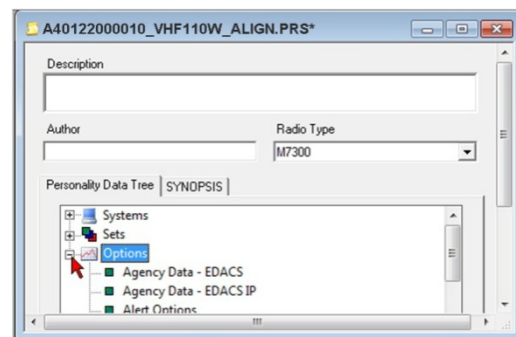 A40122000010_VHF110W_ALIGN.PRS*
Description
Author Radio Type
M7300
Personality Data Tree SYNOPSIS
Systems
Sets
Options
Agency Data - EDACS
Agency Data - EDACS IP
Alert Options